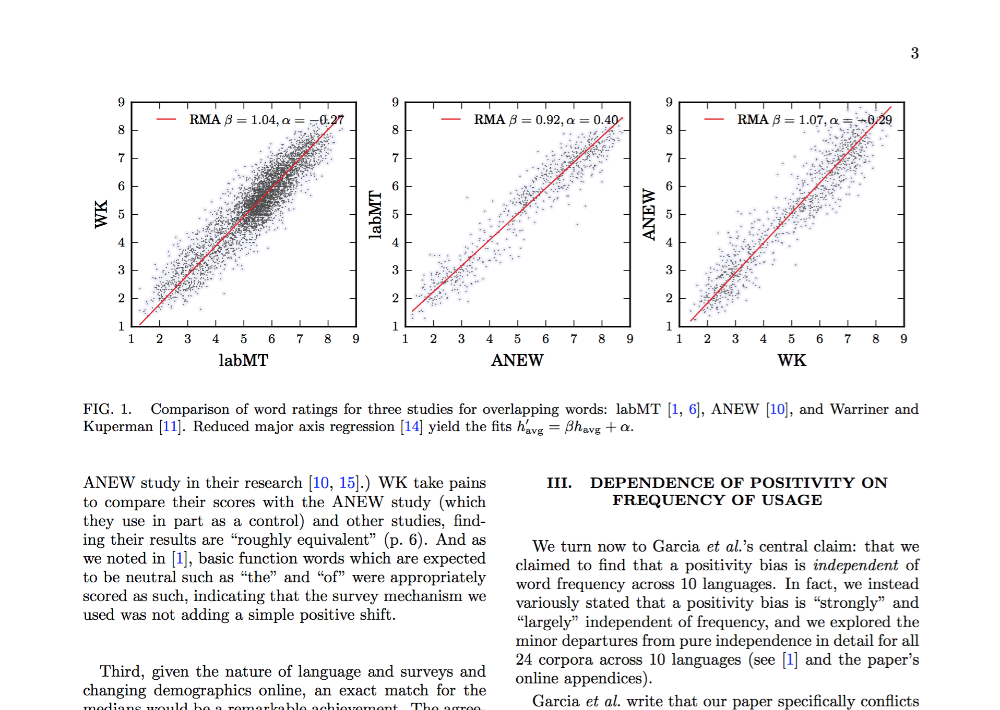 3
9
8
7
6
5
4
3
2
1
WK
RMA β = 1.04, α = −0.27
1 2 3 4 5 6 7 8 9
labMT
9
8
7
6
5
4
3
2
1
labMT
RMA β = 0.92, α = 0.40
1 2 3 4 5 6 7 8 9
ANEW
9
8
7
6
5
4
3
2
1
ANEW
RMA β = 1.07, α = −0.29
1 2 3 4 5 6 7 8 9
WK
FIG. 1. Comparison of word ratings for three studies for overlapping words: labMT [1, 6], ANEW [10], and Warriner and
Kuperman [11]. Reduced major axis regression [14] yield the fits h′avg = βhavg + α.
ANEW study in their research [10, 15].) WK take pains
to compare their scores with the ANEW study (which
they use in part as a control) and other studies, find-
ing their results are “roughly equivalent” (p. 6). And as
we noted in [1], basic function words which are expected
to be neutral such as “the” and “of” were appropriately
scored as such, indicating that the survey mechanism we
used was not adding a simple positive shift.
Third, given the nature of language and surveys and
changing demographics online, an exact match for the
medians would be a remarkable achievement. The agree-
III. DEPENDENCE OF POSITIVITY ON
FREQUENCY OF USAGE
We turn now to Garcia et al.’s central claim: that we
claimed to find that a positivity bias is independent of
word frequency across 10 languages. In fact, we instead
variously stated that a positivity bias is “strongly” and
“largely” independent of frequency, and we explored the
minor departures from pure independence in detail for all
24 corpora across 10 languages (see [1] and the paper’s
online appendices).
Garcia et al. write that our paper specifically conflicts